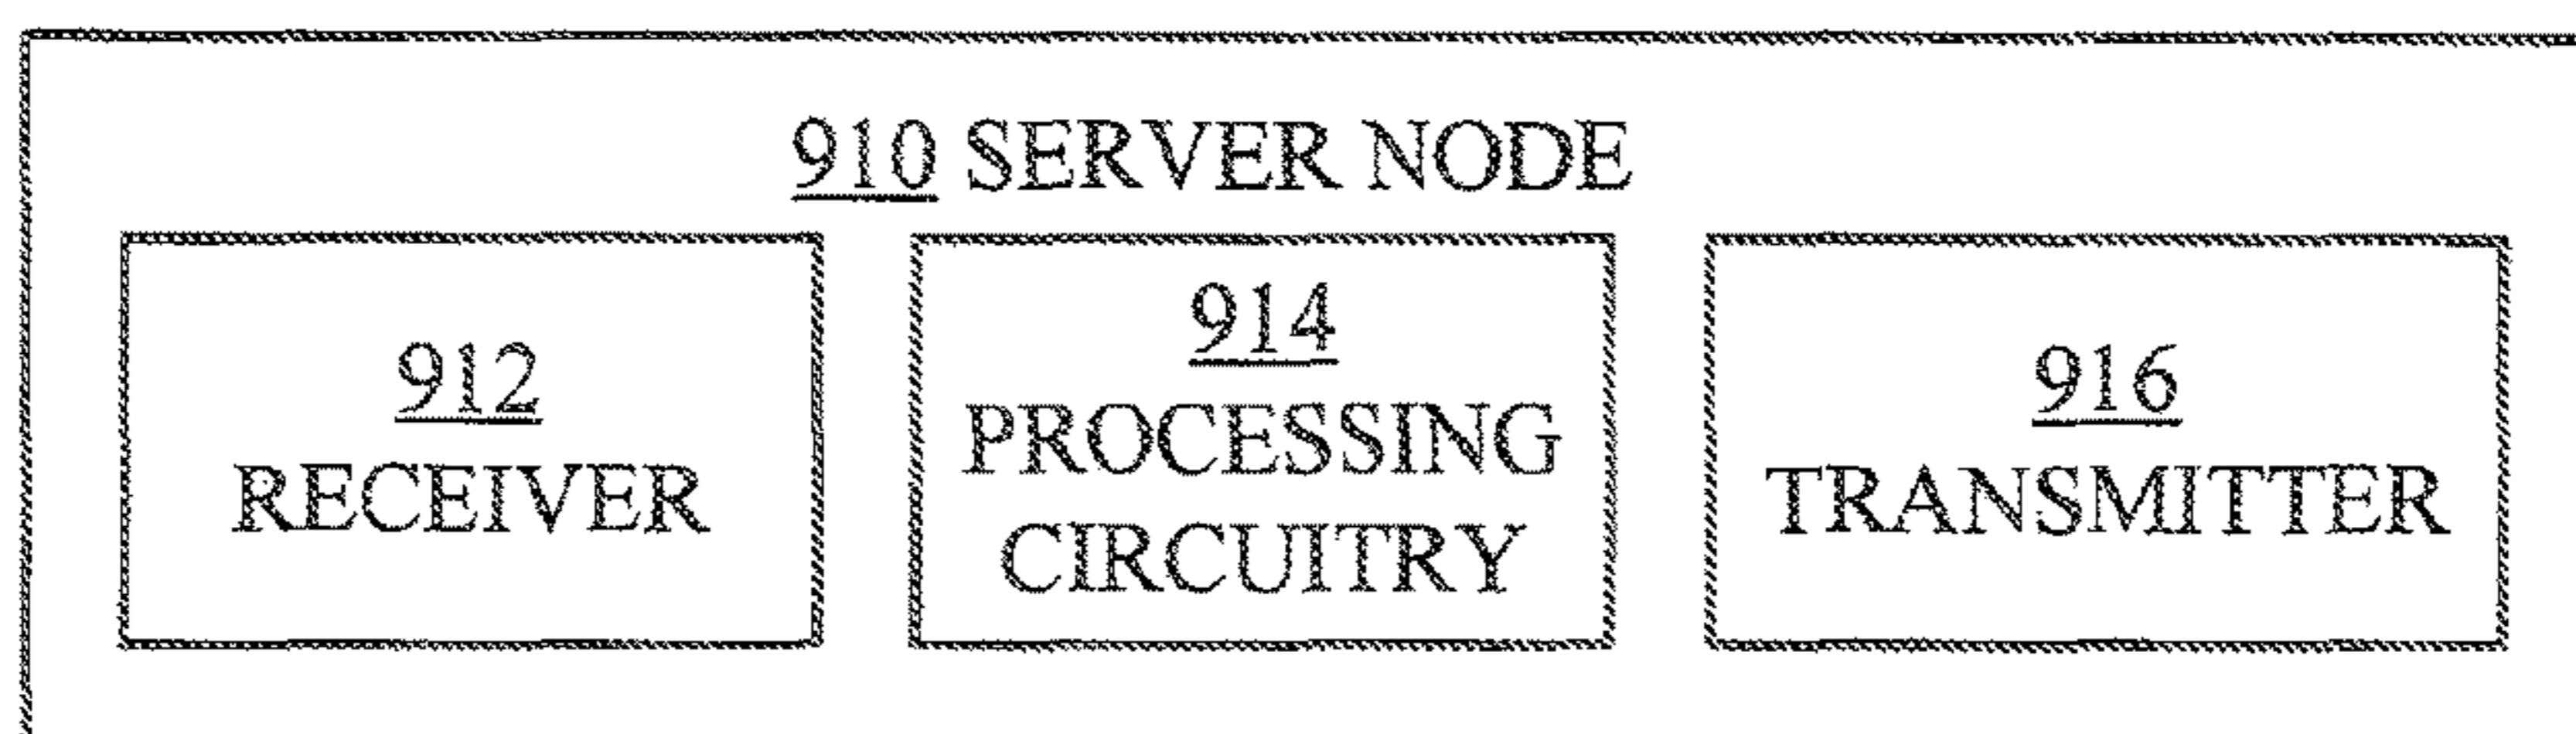 910 SERVER NODE
912
RECEIVER
914
PROCESSING
CIRCUITRY
916
TRANSMITTER